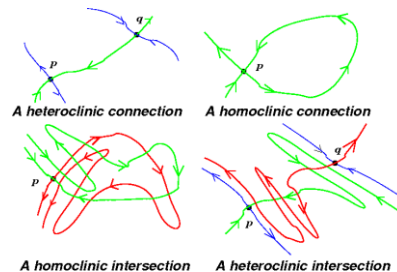 q
p
p
A heteroclinic connection
A homoclinic connection
q
p
p
A homoclinic intersection
A heteroclinic intersection